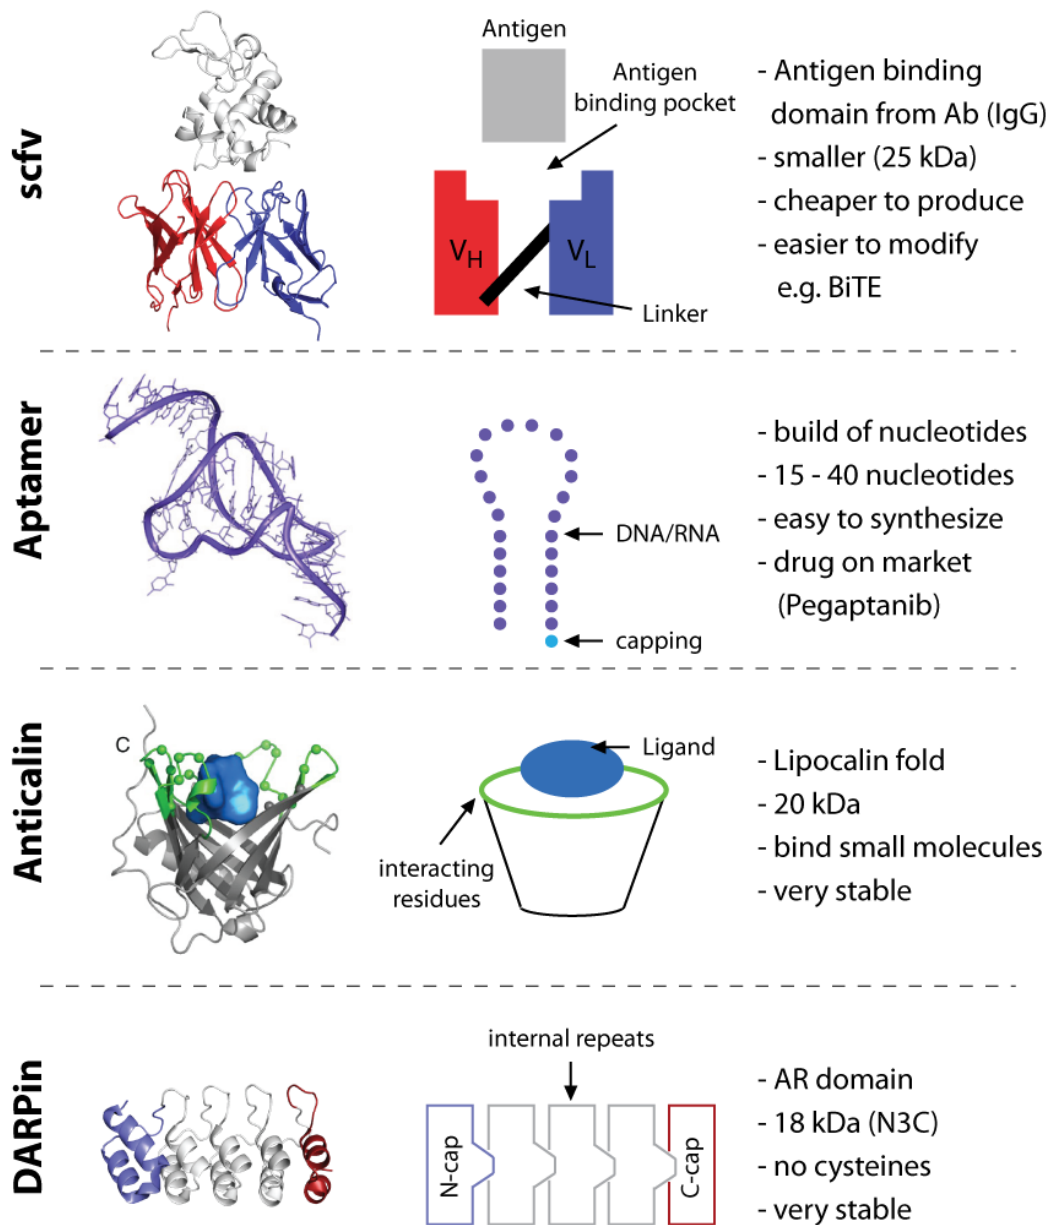 scfv
Antigen
Antigen
binding pocket
V_H
V_L
Linker
- Antigen binding
domain from Ab (IgG)
- smaller (25 kDa)
- cheaper to produce
- easier to modify
e.g. BiTE
Aptamer
DNA/RNA
capping
- build of nucleotides
- 15 - 40 nucleotides
- easy to synthesize
- drug on market
(Pegaptanib)
Anticalin
C
Ligand
interacting
residues
- Lipocalin fold
- 20 kDa
- bind small molecules
- very stable
DARPin
internal repeats
N-cap
C-cap
- AR domain
- 18 kDa (N3C)
- no cysteines
- very stable